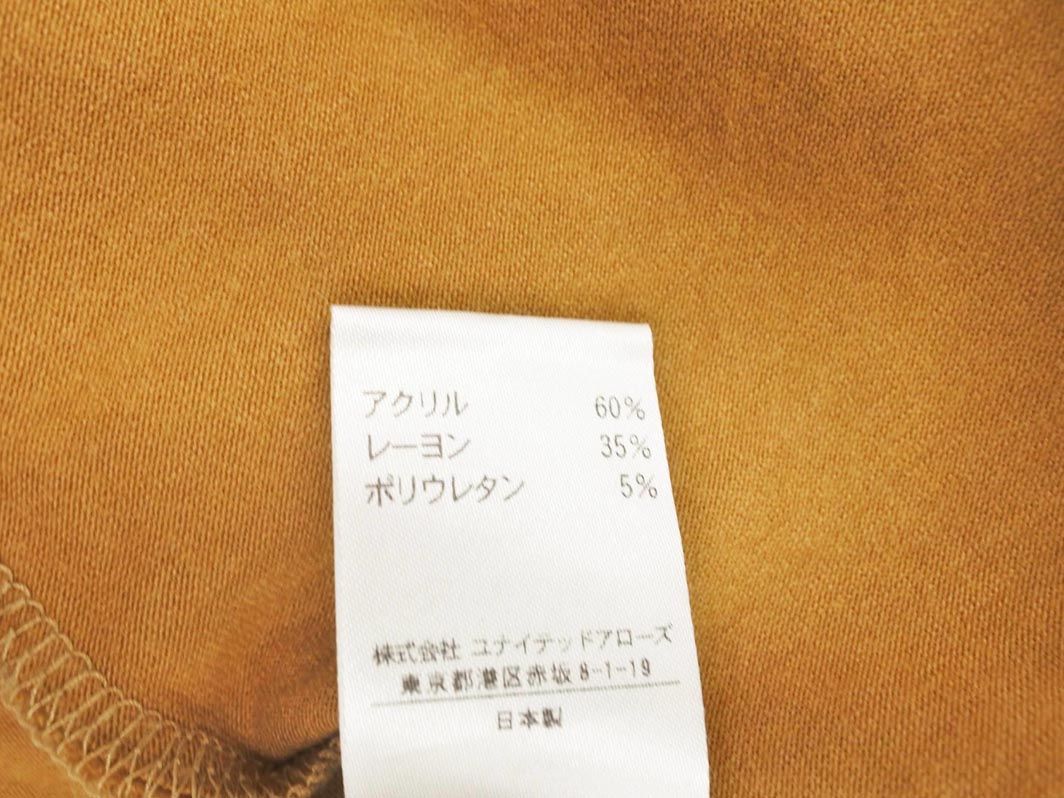 アクリル 60%
レーヨン 35%
ポリウレタン 5%
株式会社 ユナイテッドアローズ
東京都港区赤坂 8-1-19
日本製